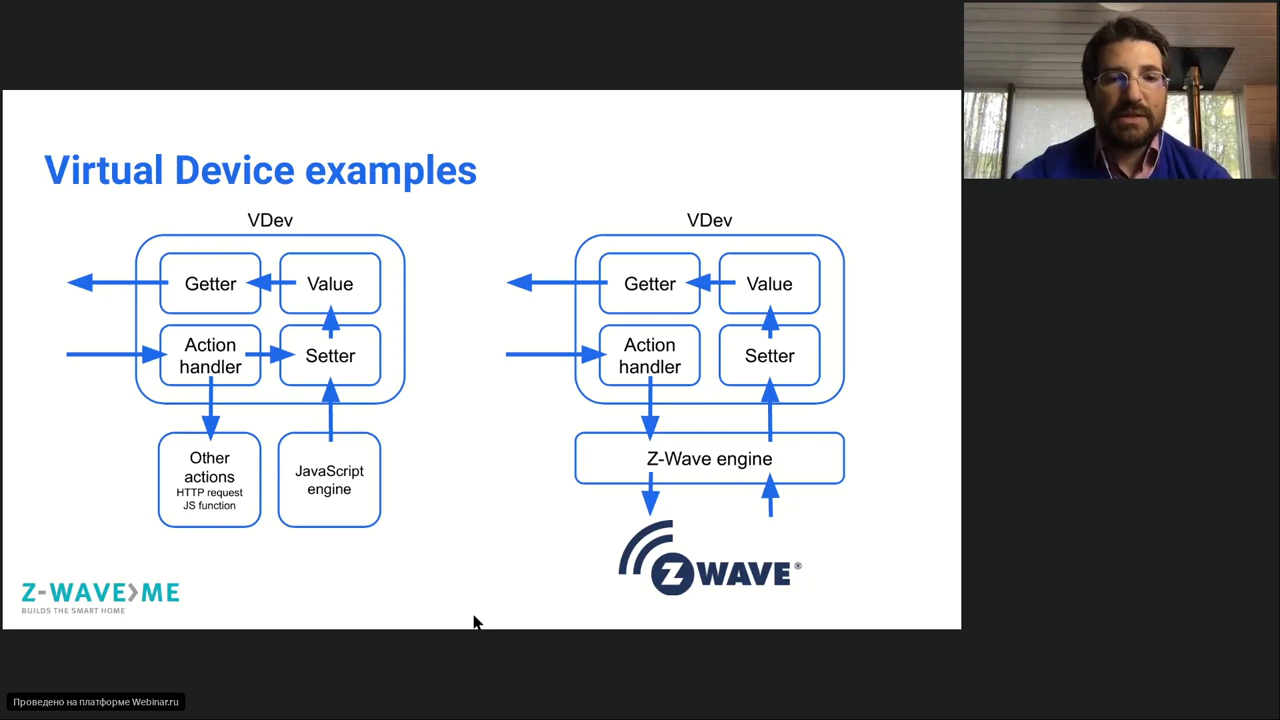 Virtual Device examples
VDev
Getter
Value
Action
handler
Setter
Other
actions
HTTP request
JS function
JavaScript
engine
VDev
Getter
Value
Action
handler
Setter
Z-Wave engine
Z WAVE®
Z-WAVE>ME
BUILDS THE SMART HOME
Проведено на платформе Webinar.ru